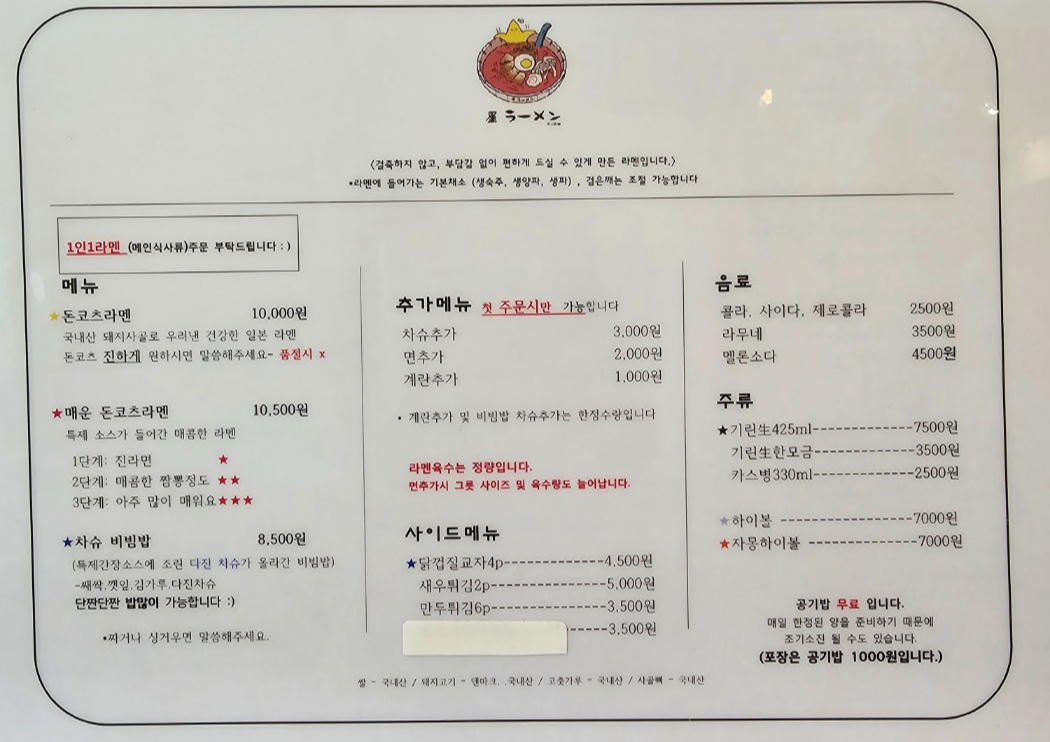 星 ラーメン
<걸죽하지 않고, 부담감 없이 편하게 드실 수 있게 만든 라멘입니다.>
*라멘에 들어가는 기본채소 (생숙주, 생양파, 생파) , 검은깨는 조절 가능합니다
1인1라멘 (메인식사류)주문 부탁드립니다 : )
메뉴
★돈코츠라멘 10,000원
국내산 돼지사골로 우려낸 건강한 일본 라멘
돈코츠 진하게 원하시면 말씀해주세요- 품절시 x
★매운 돈코츠라멘 10,500원
특제 소스가 들어간 매콤한 라멘
1단계: 진라면 ★
2단계: 매콤한 짬뽕정도 ★★
3단계: 아주 많이 매워요★★★
★차슈 비빔밥 8,500원
(특제간장소스에 조린 다진 차슈가 올라간 비빔밥)
-쌔싹,깻잎,김가루,다진차슈
단짠단짠 밥많이 가능합니다 :)
*짜거나 싱거우면 말씀해주세요.
추가메뉴 첫 주문시만 가능합니다
차슈추가 3,000원
면추가 2,000원
계란추가 1,000원
• 계란추가 및 비빔밥 차슈추가는 한정수량입니다
라멘육수는 정량입니다.
면추가시 그릇 사이즈 및 육수량도 늘어납니다.
사이드메뉴
★닭껍질교자4p-----------4,500원
새우튀김2p-----------5,000원
만두튀김6p-----------3,500원
----3,500원
음료
콜라, 사이다, 제로콜라 2500원
라무네 3500원
멜론소다 4500원
주류
★기린生425ml-------------7500원
기린生한모금-------------3500원
카스병330ml-------------2500원
★하이볼 -----------------7000원
★자몽하이볼 --------------7000원
공기밥 무료 입니다.
매일 한정된 양을 준비하기 때문에
조기소진 될 수도 있습니다.
(포장은 공기밥 1000원입니다.)
쌀 - 국내산 / 돼지고기 - 덴마크, .국내산 / 고춧가루 - 국내산 / 사골뼈 - 국내산